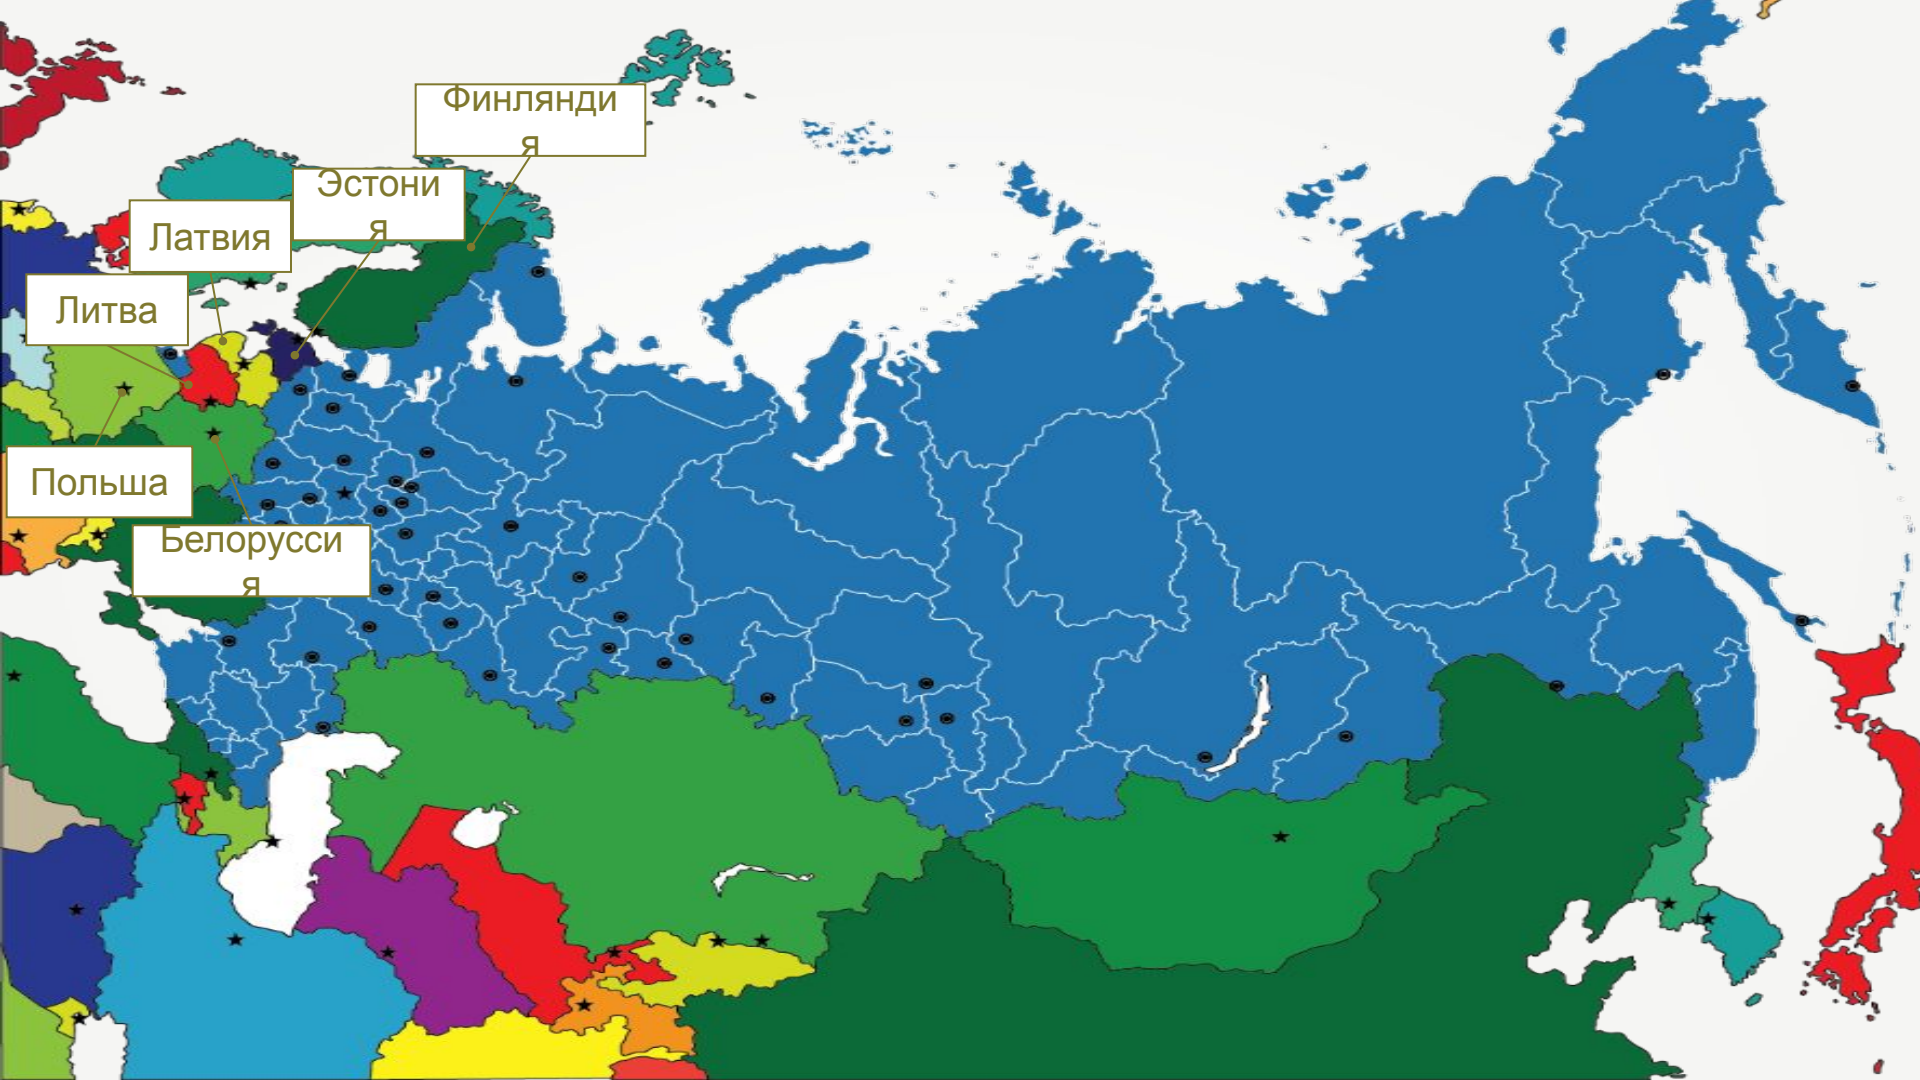 Финлянди
я
Эстони
я
Латвия
Литва
Польша
Белорусси
я